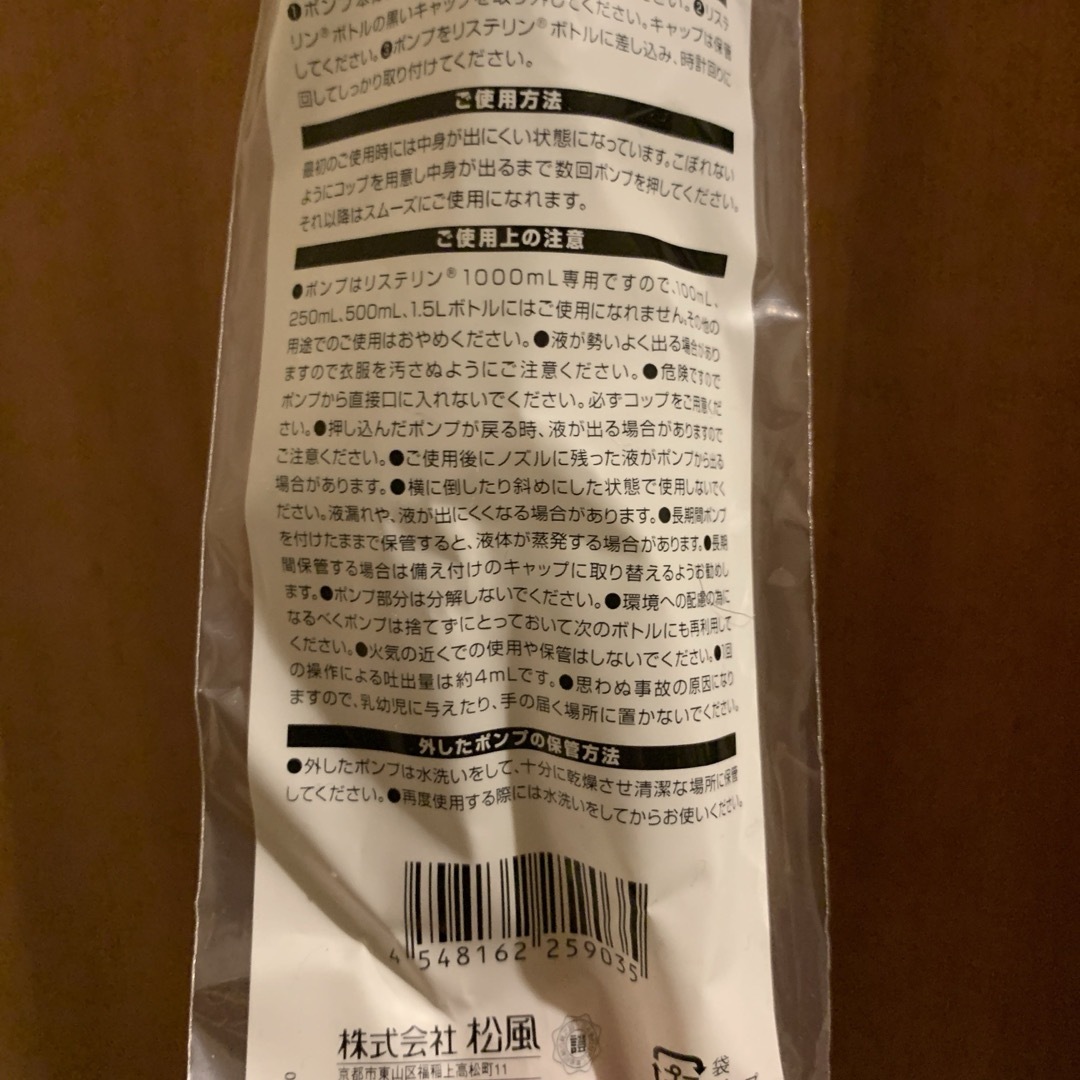 リン®ボトルの黒いキャップを取り外してください。キャップは保管
してください。❸ポンプをリステリン®ボトルに差し込み、時計回りに
回してしっかり取り付けてください。
ご使用方法
最初のご使用時には中身が出にくい状態になっています。こぼれない
ようにコップを用意し中身が出るまで数回ポンプを押してください。
それ以降はスムーズにご使用になれます。
ご使用上の注意
●ポンプはリステリン®1000mL専用ですので、100mL、
250mL、500mL、1.5Lボトルにはご使用になれません。その他の
用途でのご使用はおやめください。●液が勢いよく出る場合があり
ますので衣服を汚さぬようにご注意ください。●危険ですので
ポンプから直接口に入れないでください。必ずコップをご用意くだ
さい。●押し込んだポンプが戻る時、液が出る場合がありますので
ご注意ください。●ご使用後にノズルに残った液がポンプから出る
場合があります。●横に倒したり斜めにした状態で使用しないでく
ださい。液漏れや、液が出にくくなる場合があります。●長期間ポンプ
を付けたままで保管すると、液体が蒸発する場合があります。●長期
間保管する場合は備え付けのキャップに取り替えるようお勧めし
ます。●ポンプ部分は分解しないでください。●環境への配慮の為に
なるべくポンプは捨てずにとっておいて次のボトルにも再利用して
ください。●火気の近くでの使用や保管はしないでください。●1回
の操作による吐出量は約4mLです。●思わぬ事故の原因になり
ますので、乳幼児に与えたり、手の届く場所に置かないでください。
外したポンプの保管方法
●外したポンプは水洗いをして、十分に乾燥させ清潔な場所に保管
してください。●再度使用する際には水洗いをしてからお使いください。
4 548162 259035
株式会社 松風
京都市東山区福稲上高松町11
袋